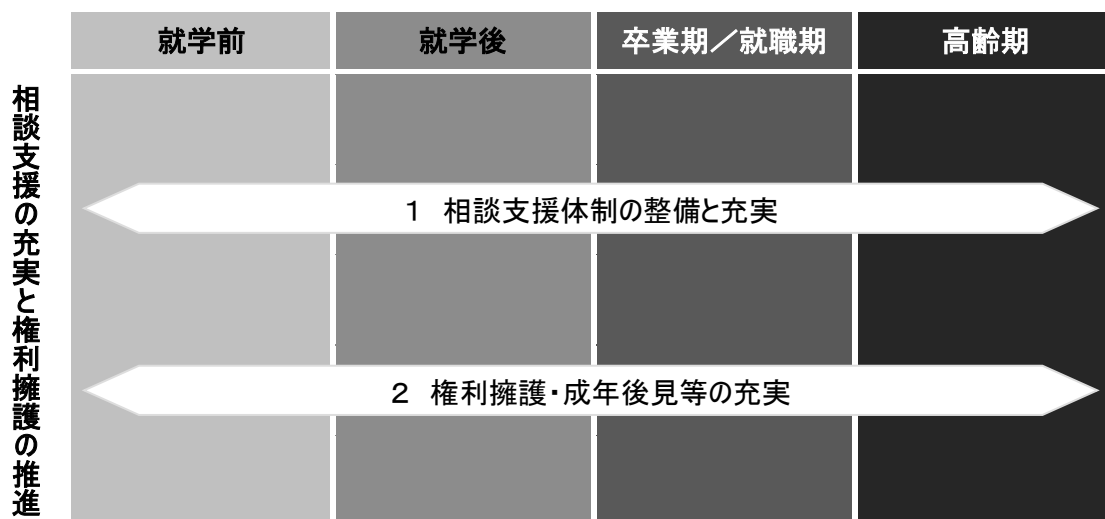 就学前
就学後
卒業期／就職期
高齢期
相談支援の充実と権利擁護の推進
１　相談支援体制の整備と充実
２　権利擁護・成年後見等の充実